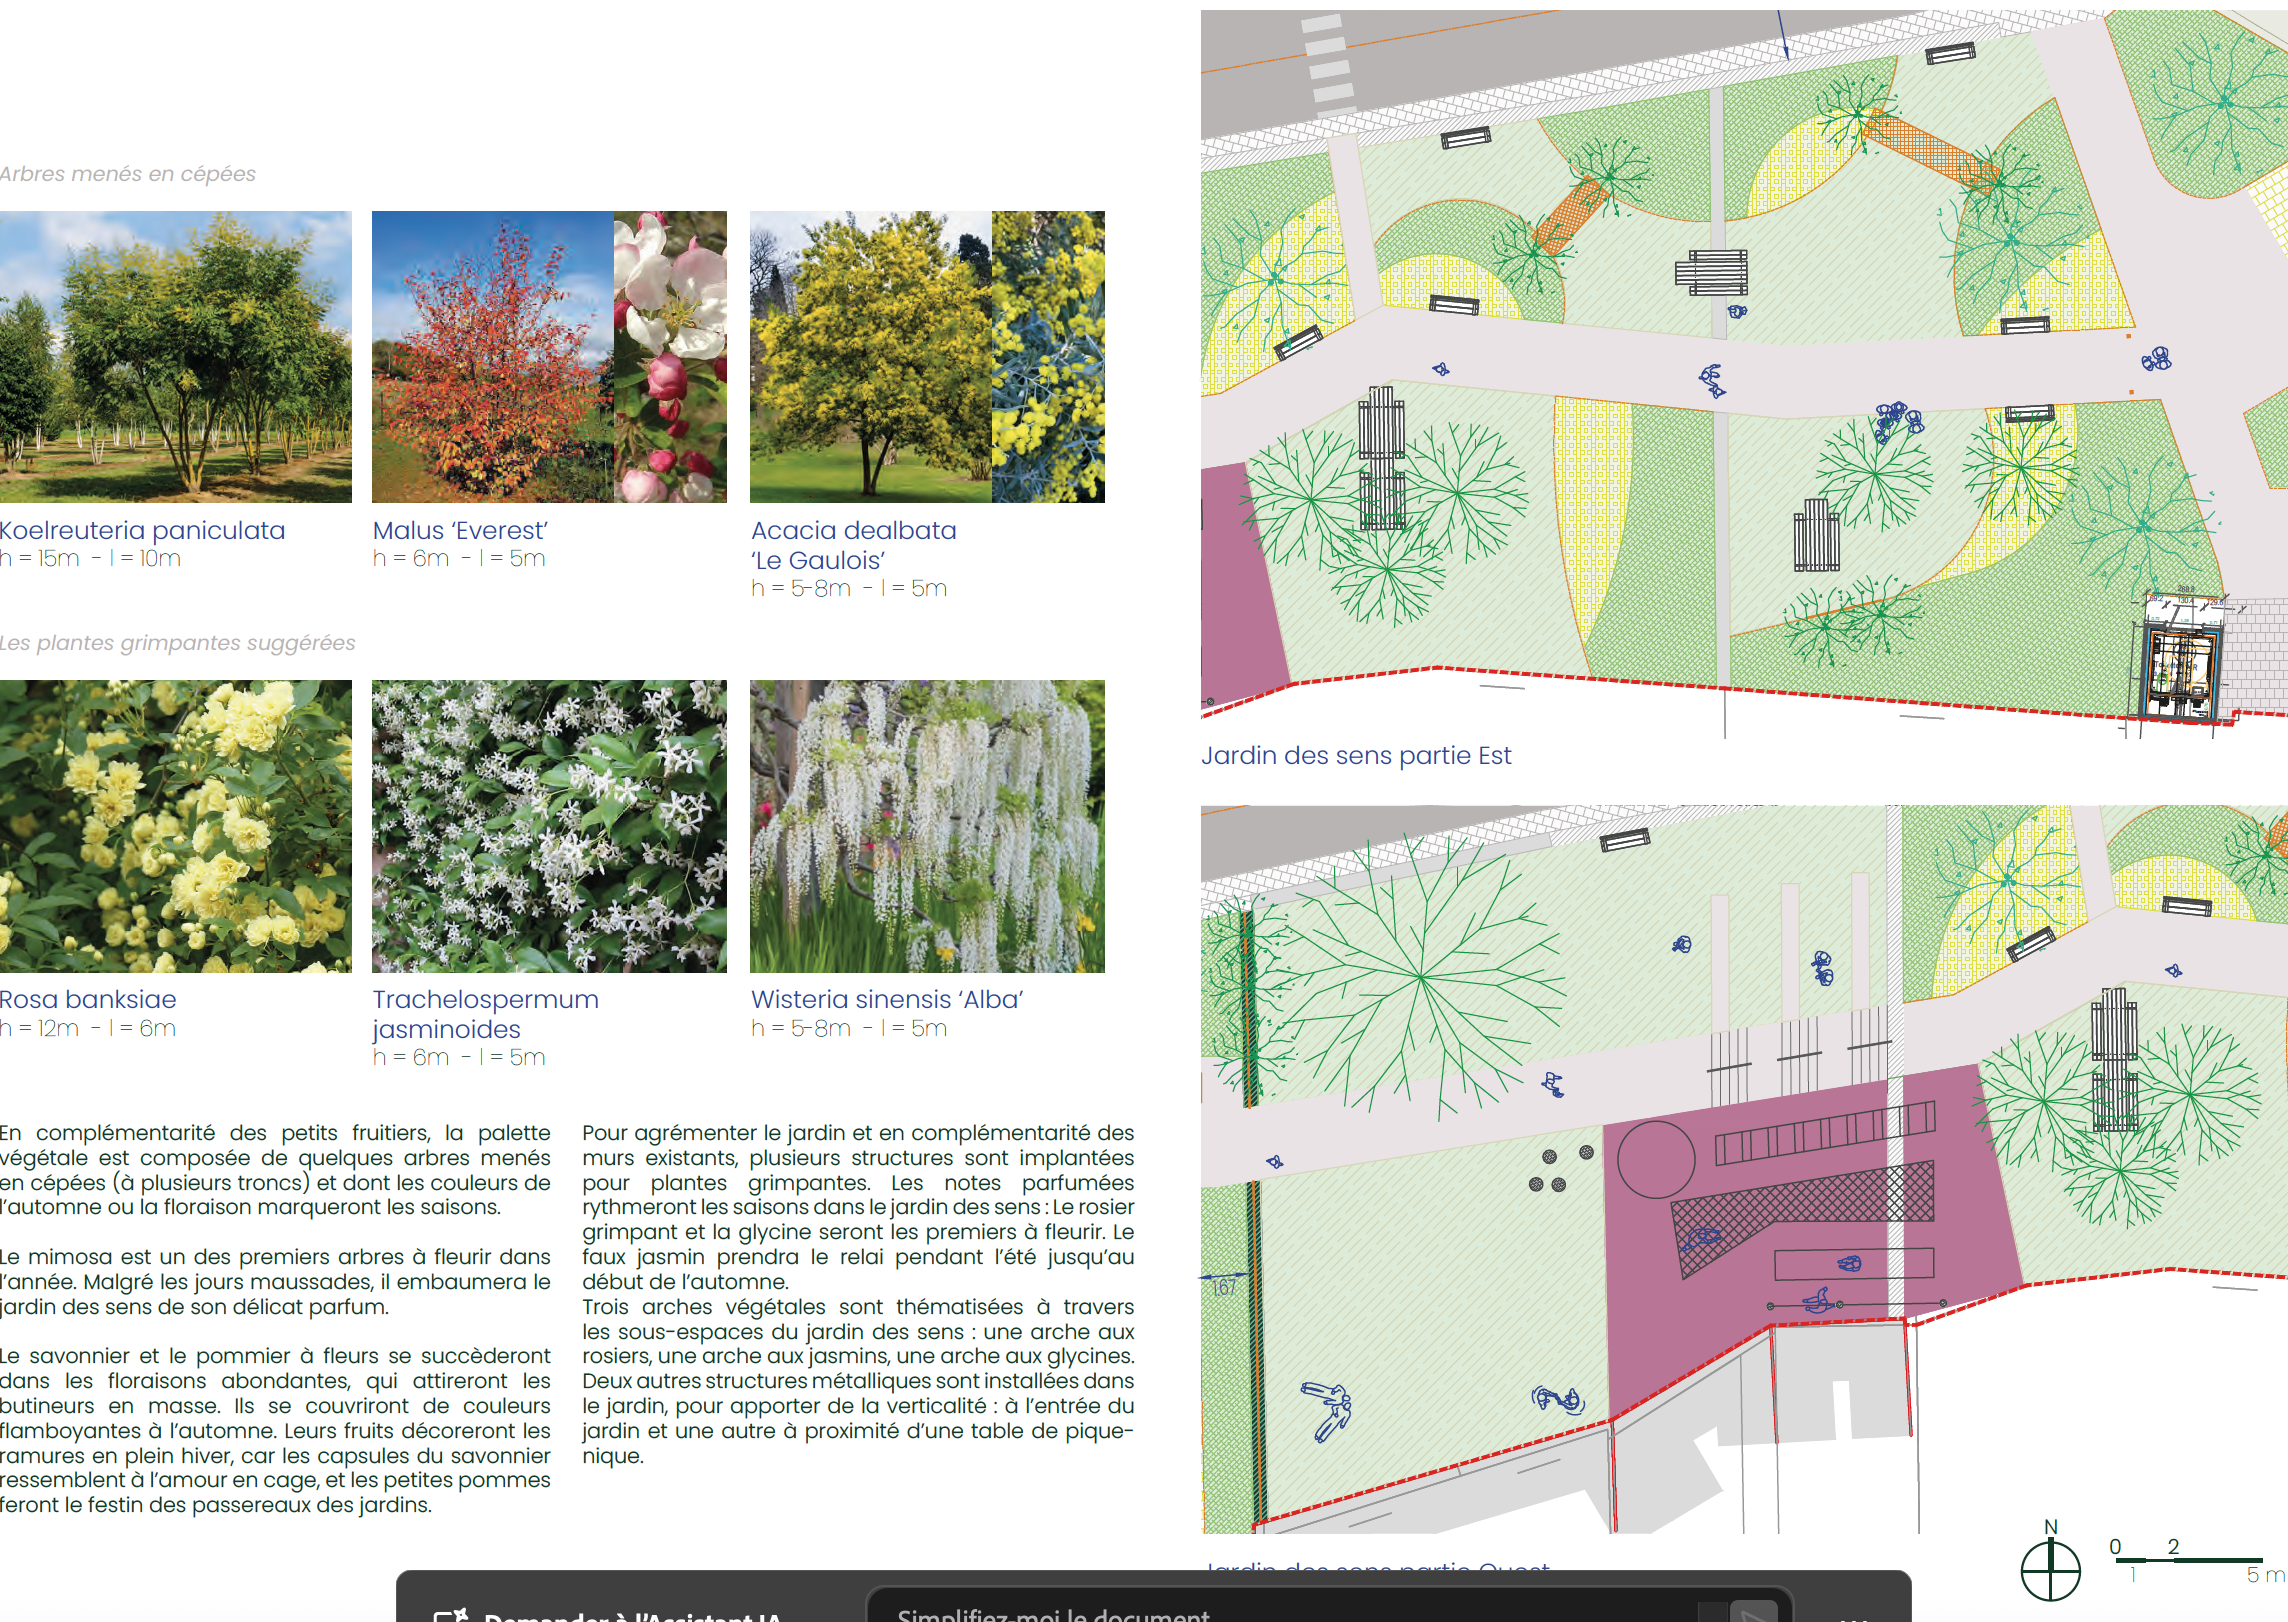 Arbres menés en cépées
Koelreuteria paniculata
h = 15m - l = 10m
Malus ‘Everest’
h = 6m - l = 5m
Acacia dealbata
‘Le Gaulois’
h = 5-8m - l = 5m
Les plantes grimpantes suggérées
Rosa banksiae
h = 12m - l = 6m
Trachelospermum
jasminoides
h = 6m - l = 5m
Wisteria sinensis ‘Alba’
h = 5-8m - l = 5m
En complémentarité des petits fruitiers, la palette
végétale est composée de quelques arbres menés
en cépées (à plusieurs troncs) et dont les couleurs de
l’automne ou la floraison marqueront les saisons.
Le mimosa est un des premiers arbres à fleurir dans
l’année. Malgré les jours maussades, il embaumera le
jardin des sens de son délicat parfum.
Le savonnier et le pommier à fleurs se succèderont
dans les floraisons abondantes, qui attireront les
butineurs en masse. Ils se couvriront de couleurs
flamboyantes à l’automne. Leurs fruits décoreront les
ramures en plein hiver, car les capsules du savonnier
ressemblent à l’amour en cage, et les petites pommes
feront le festin des passereaux des jardins.
Pour agrémenter le jardin et en complémentarité des
murs existants, plusieurs structures sont implantées
pour plantes grimpantes. Les notes parfumées
rythmeront les saisons dans le jardin des sens : Le rosier
grimpant et la glycine seront les premiers à fleurir. Le
faux jasmin prendra le relai pendant l’été jusqu’au
début de l’automne.
Trois arches végétales sont thématisées à travers
les sous-espaces du jardin des sens : une arche aux
rosiers, une arche aux jasmins, une arche aux glycines.
Deux autres structures métalliques sont installées dans
le jardin, pour apporter de la verticalité : à l’entrée du
jardin et une autre à proximité d’une table de pique-
nique.
Jardin des sens partie Est
1.67
Jardin des sens partie Ouest
N
0 2
1 5 m
Demander à l’Assistant IA
Simplifiez-moi le document